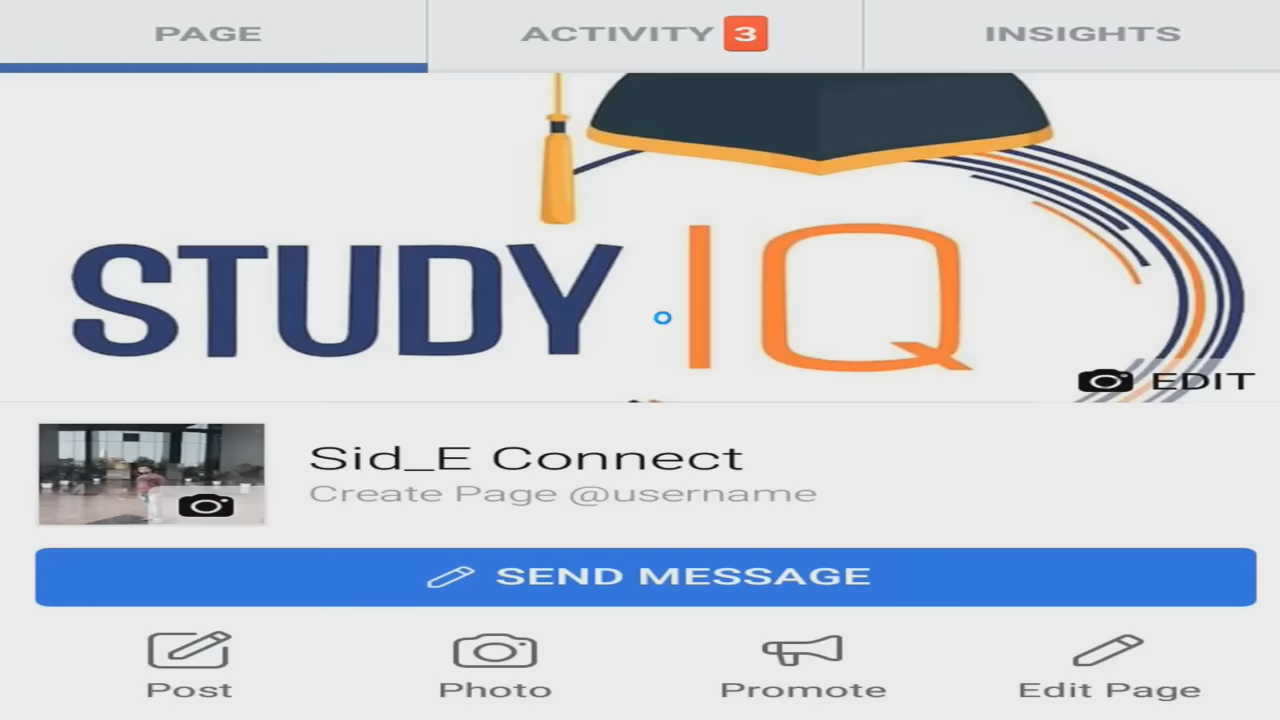 PAGE
ACTIVITY 3
INSIGHTS
STUDY IQ
EDIT
Sid_E Connect
Create Page @username
SEND MESSAGE
Post
Photo
Promote
Edit Page